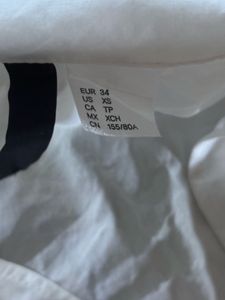 EUR 34
US XS
CA TP
MX XCH
CN 155/80A